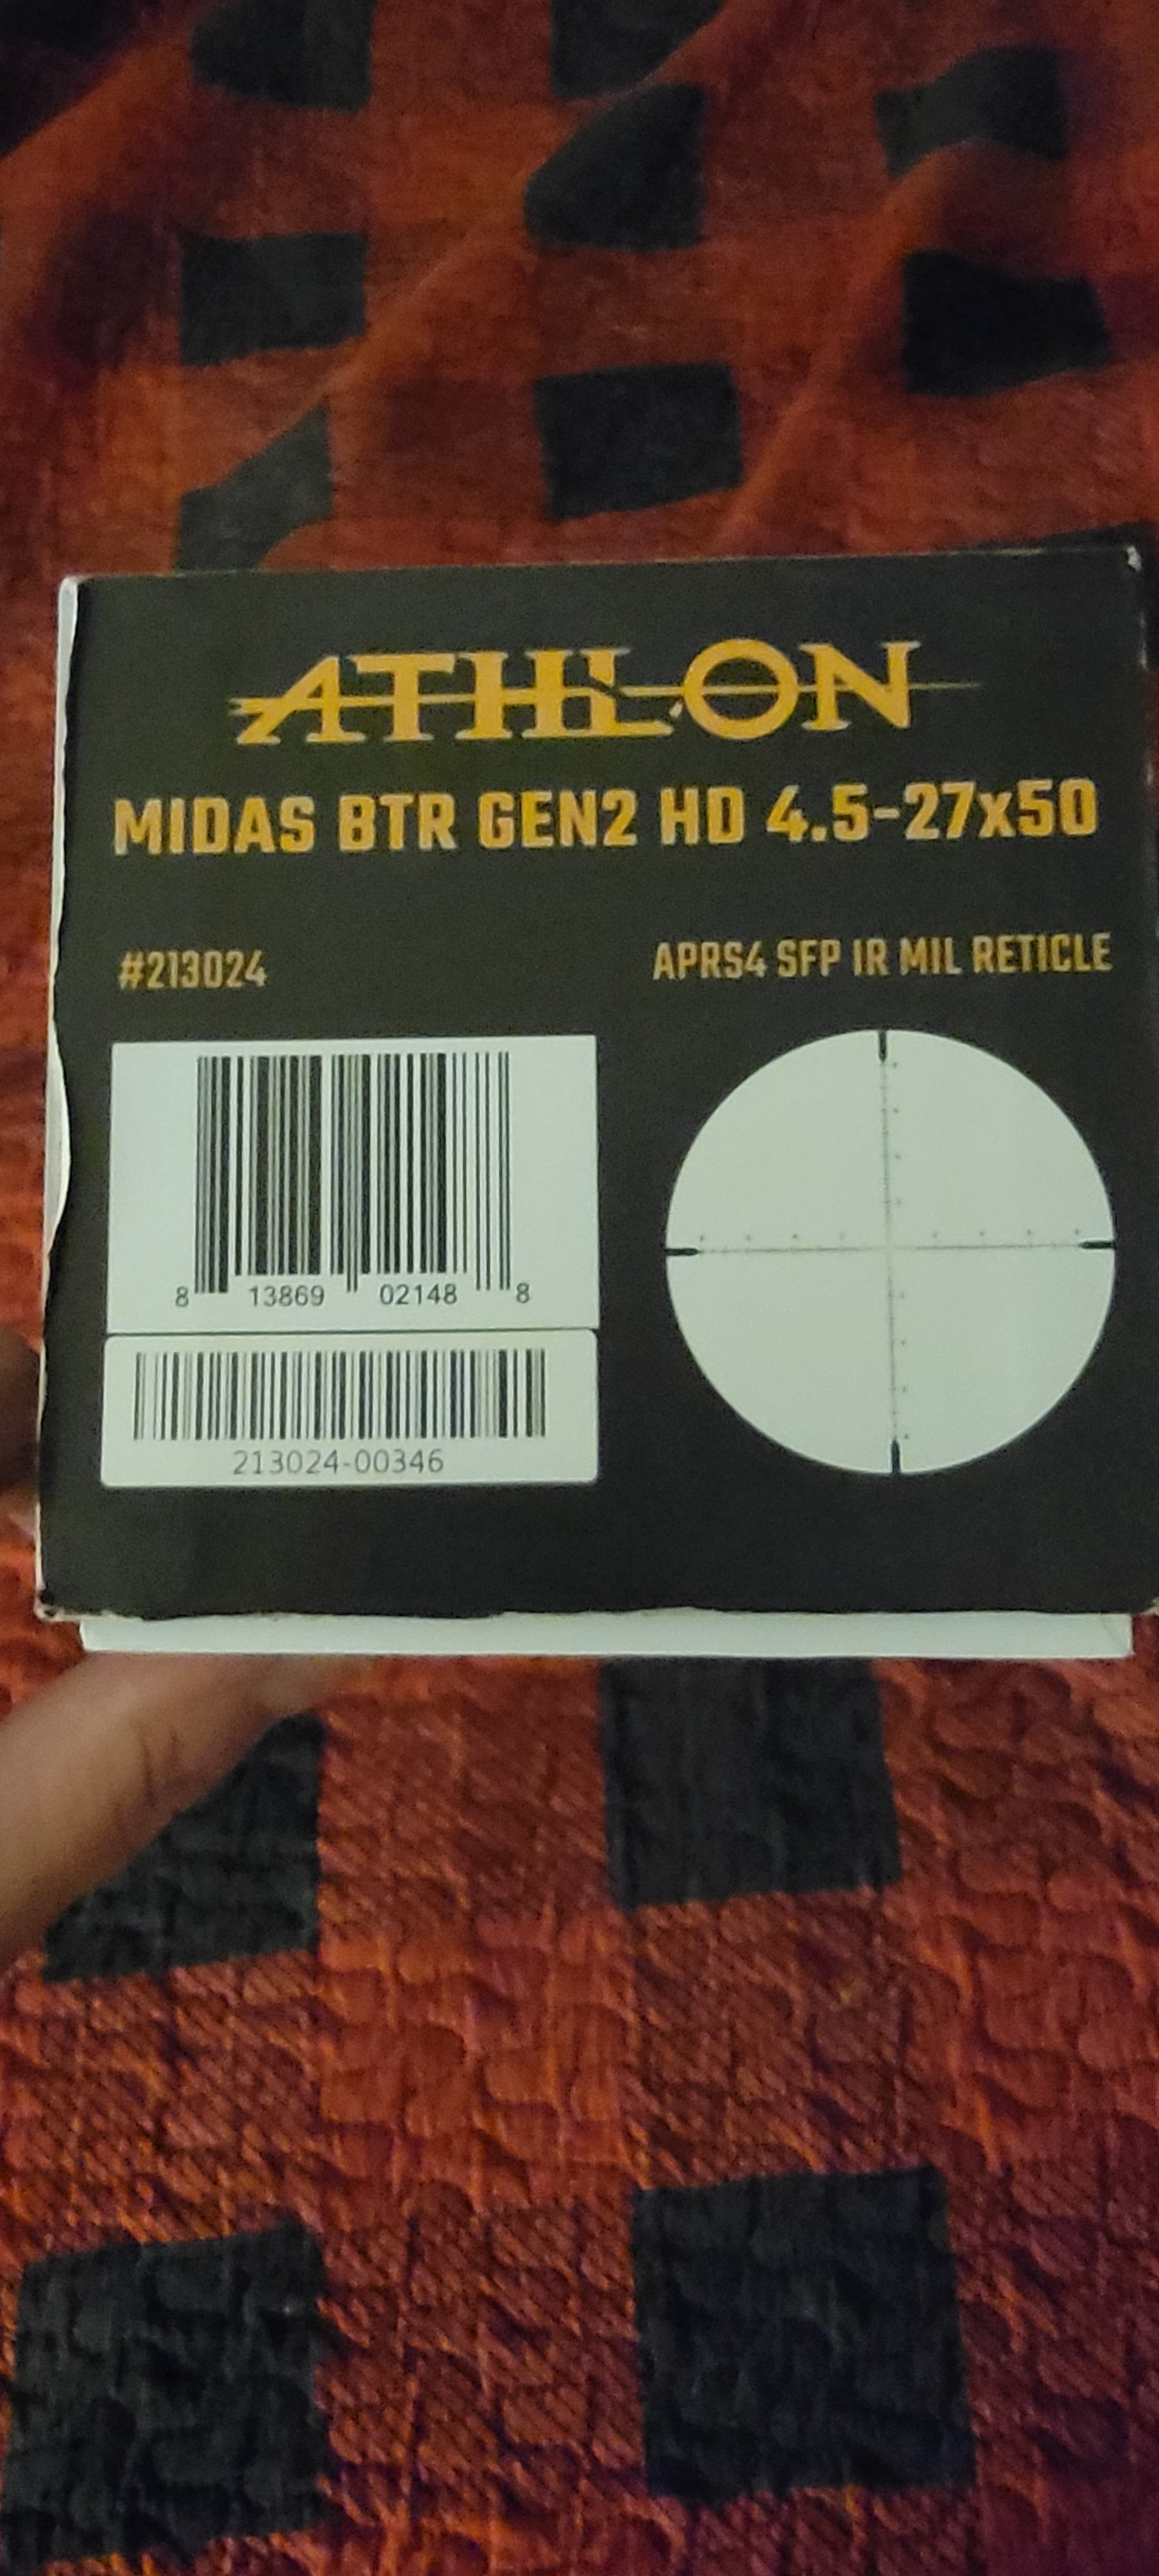 ATHLON
MIDAS BTR GEN2 HD 4.5-27x50
#213024
APRS4 SFP IR MIL RETICLE
8 13869 02148 8
213024-00346